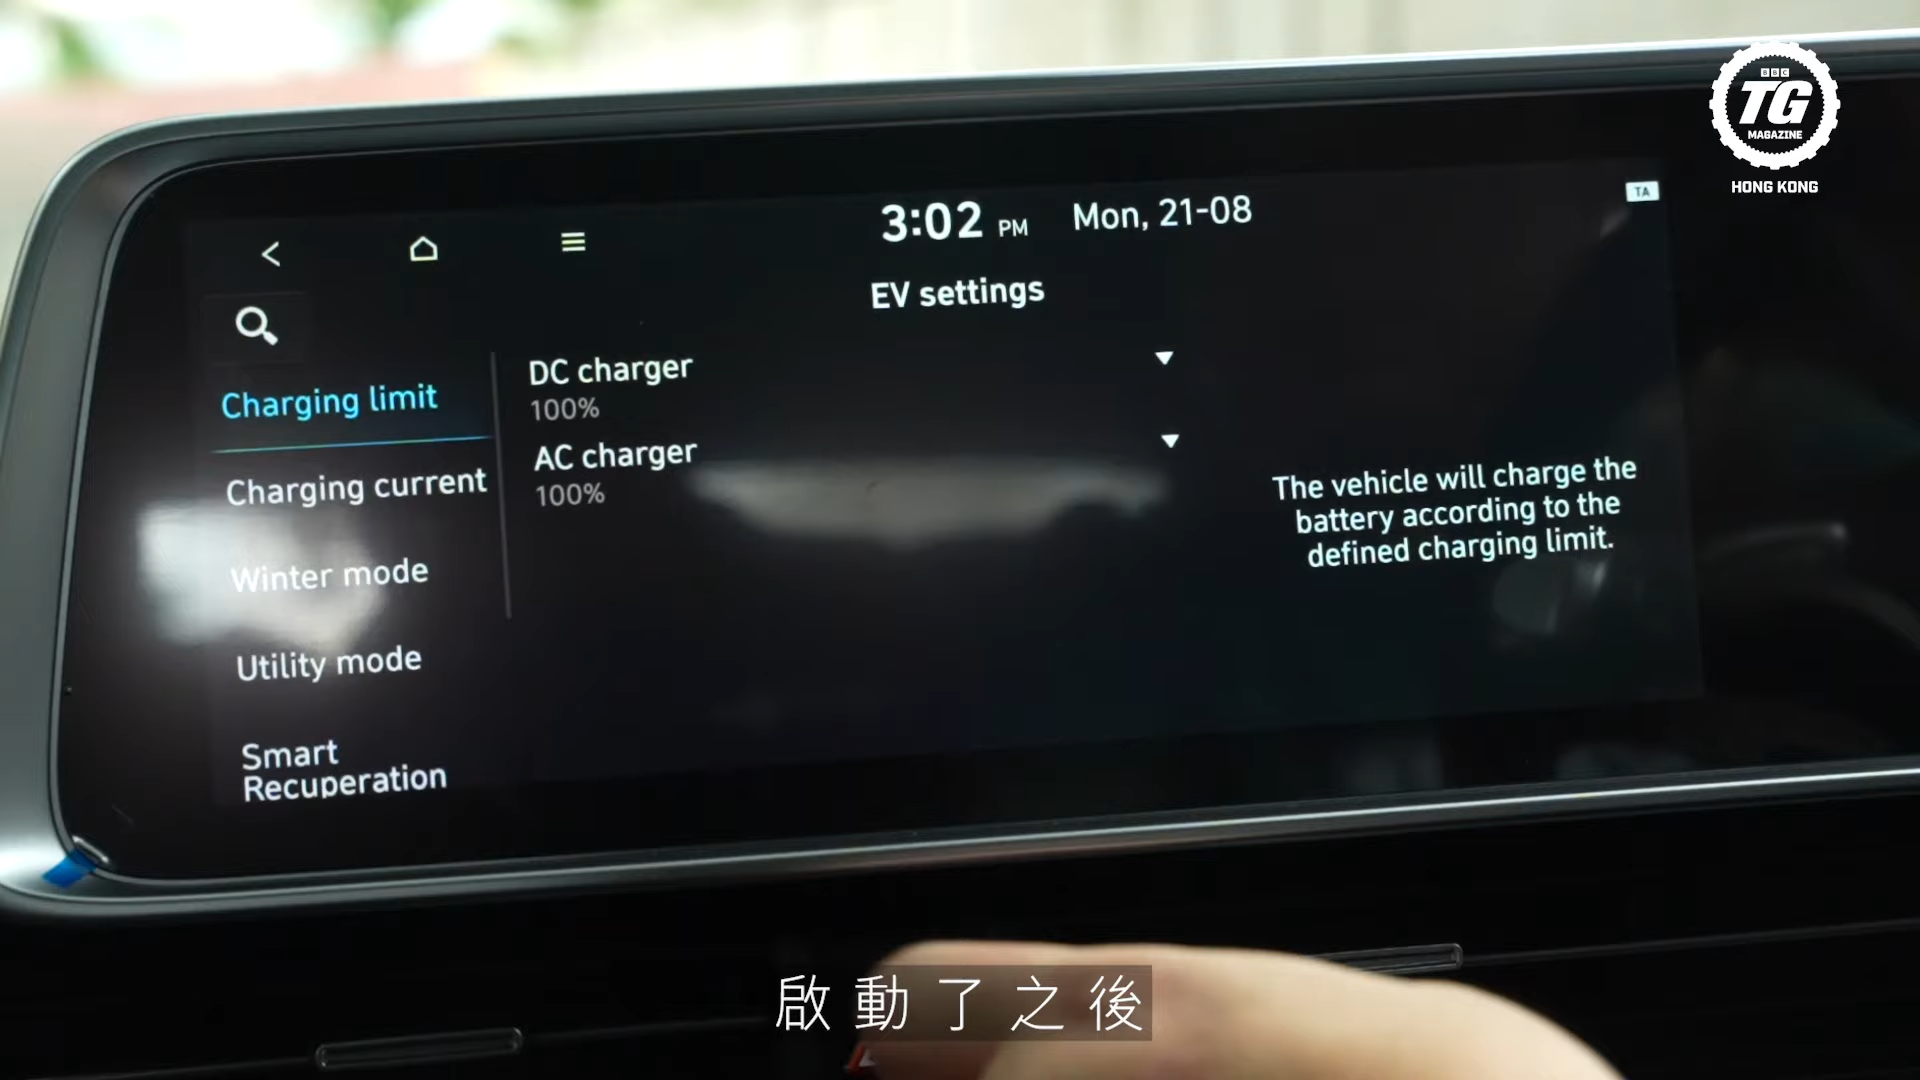 BBC
TG
MAGAZINE
HONG KONG
TA
3:02 PM Mon, 21-08
EV settings
Charging limit
Charging current
Winter mode
Utility mode
Smart
Recuperation
DC charger
100%
AC charger
100%
The vehicle will charge the
battery according to the
defined charging limit.
啟動了之後